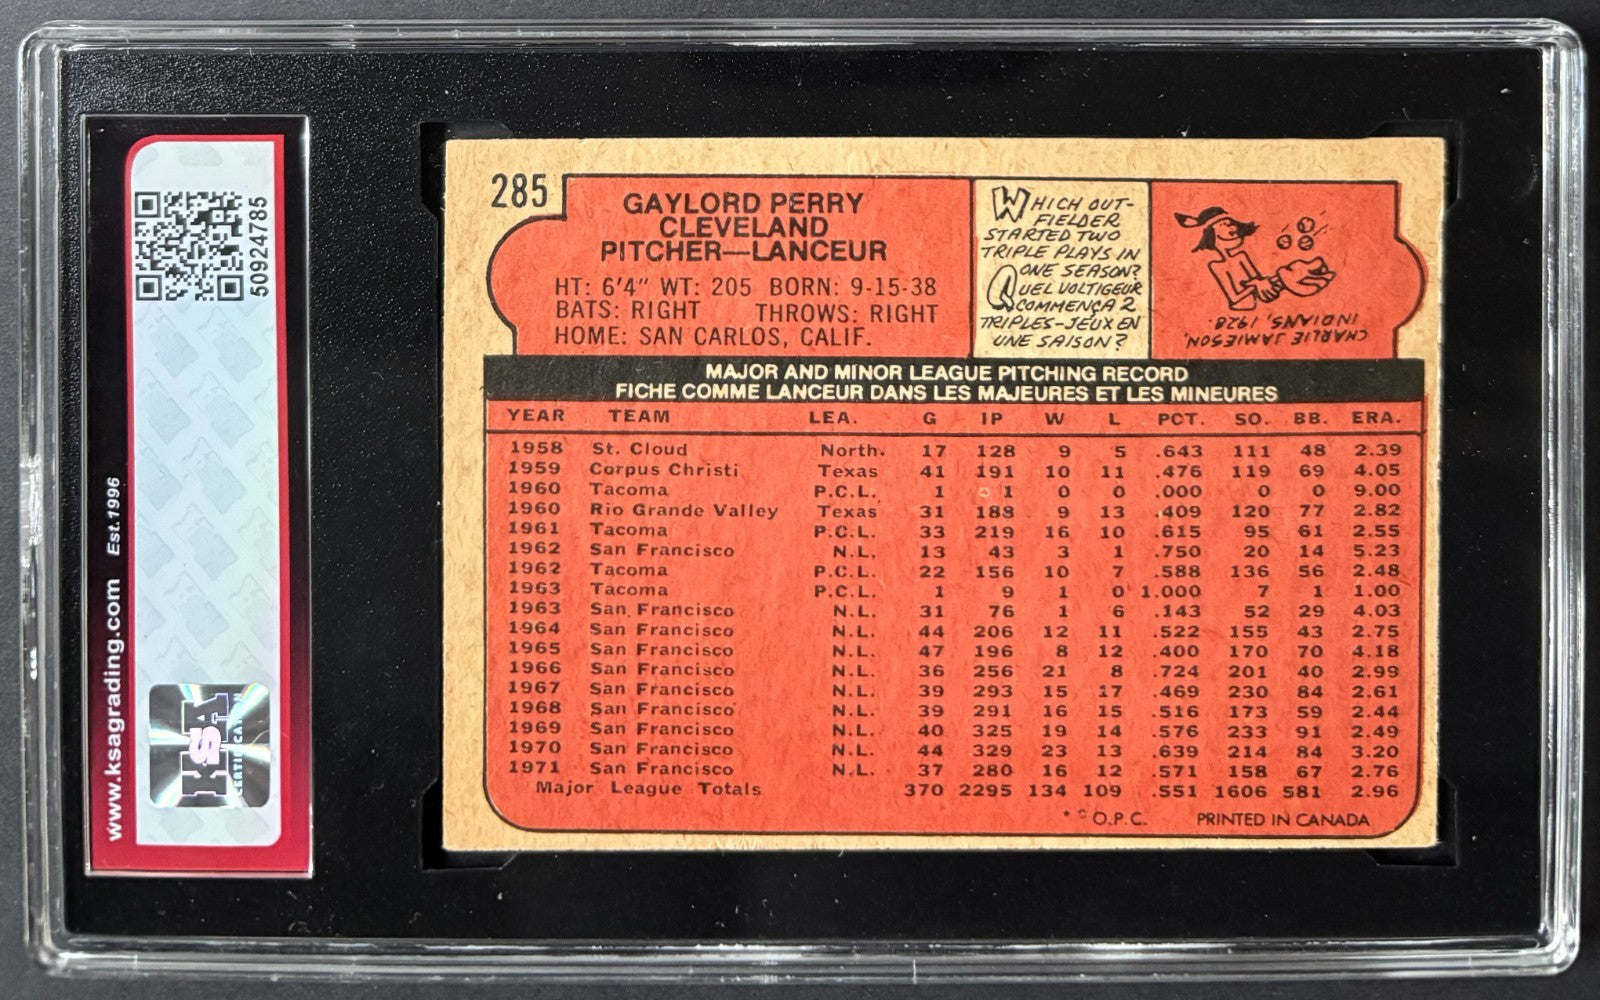 50924785
www.ksagrading.com Est.1996
KSA
CERTIFICATION
285
GAYLORD PERRY
CLEVELAND
PITCHER—LANCEUR
HT: 6'4" WT: 205 BORN: 9-15-38
BATS: RIGHT THROWS: RIGHT
HOME: SAN CARLOS, CALIF.
WHICH OUT-
FIELDER
STARTED TWO
TRIPLE PLAYS IN
ONE SEASON?
QUEL VOLTIGEUR
COMMENÇA 2
TRIPLES-JEUX EN
UNE SAISON?
CHARLIE JAMIESON,
INDIANS, 1928.
MAJOR AND MINOR LEAGUE PITCHING RECORD
FICHE COMME LANCEUR DANS LES MAJEURES ET LES MINEURES
YEAR TEAM LEA. G IP W L PCT. SO. BB. ERA.
1958 St. Cloud North. 17 128 9 5 .643 111 48 2.39
1959 Corpus Christi Texas 41 191 10 11 .476 119 69 4.05
1960 Tacoma P.C.L. 1 1 0 0 .000 0 0 9.00
1960 Rio Grande Valley Texas 31 188 9 13 .409 120 77 2.82
1961 Tacoma P.C.L. 33 219 16 10 .615 95 61 2.55
1962 San Francisco N.L. 13 43 3 1 .750 20 14 5.23
1962 Tacoma P.C.L. 22 156 10 7 .588 136 56 2.48
1963 Tacoma P.C.L. 1 9 1 0 1.000 7 1 1.00
1963 San Francisco N.L. 31 76 1 6 .143 52 29 4.03
1964 San Francisco N.L. 44 206 12 11 .522 155 43 2.75
1965 San Francisco N.L. 47 196 8 12 .400 170 70 4.18
1966 San Francisco N.L. 36 256 21 8 .724 201 40 2.99
1967 San Francisco N.L. 39 293 15 17 .469 230 84 2.61
1968 San Francisco N.L. 39 291 16 15 .516 173 59 2.44
1969 San Francisco N.L. 40 325 19 14 .576 233 91 2.49
1970 San Francisco N.L. 44 329 23 13 .639 214 84 3.20
1971 San Francisco N.L. 37 280 16 12 .571 158 67 2.76
Major League Totals 370 2295 134 109 .551 1606 581 2.96
* © O.P.C. PRINTED IN CANADA